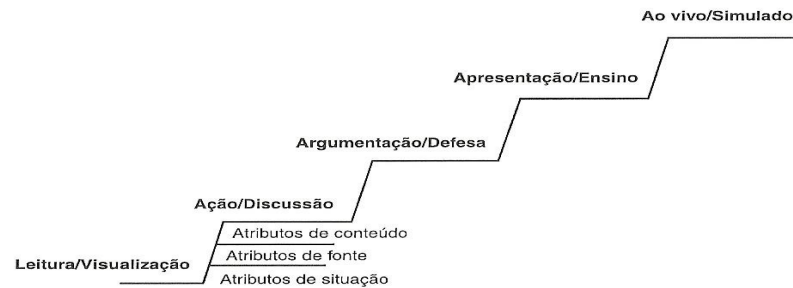 Ao vivo/Simulado
Apresentação/Ensino
Argumentação/Defesa
Ação/Discussão
Atributos de conteúdo
Atributos de fonte
Leitura/Visualização
Atributos de situação